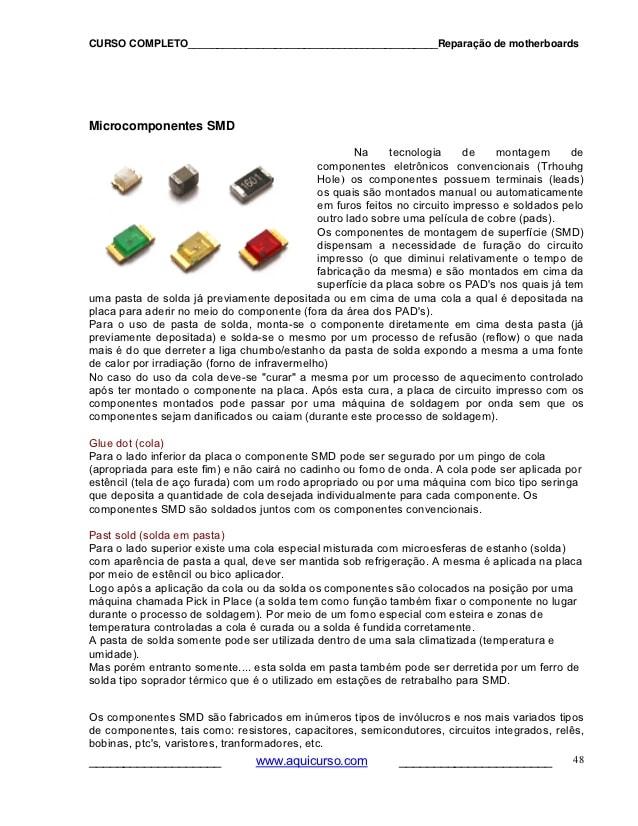 CURSO COMPLETO__________________________________________Reparação de motherboards
Microcomponentes SMD
Na tecnologia de montagem de
componentes eletrônicos convencionais (Trhouhg
Hole) os componentes possuem terminais (leads)
os quais são montados manual ou automaticamente
em furos feitos no circuito impresso e soldados pelo
outro lado sobre uma película de cobre (pads).
Os componentes de montagem de superfície (SMD)
dispensam a necessidade de furação do circuito
impresso (o que diminui relativamente o tempo de
fabricação da mesma) e são montados em cima da
superfície da placa sobre os PAD's nos quais já tem
uma pasta de solda já previamente depositada ou em cima de uma cola a qual é depositada na
placa para aderir no meio do componente (fora da área dos PAD's).
Para o uso de pasta de solda, monta-se o componente diretamente em cima desta pasta (já
previamente depositada) e solda-se o mesmo por um processo de refusão (reflow) o que nada
mais é do que derreter a liga chumbo/estanho da pasta de solda expondo a mesma a uma fonte
de calor por irradiação (forno de infravermelho)
No caso do uso da cola deve-se "curar" a mesma por um processo de aquecimento controlado
após ter montado o componente na placa. Após esta cura, a placa de circuito impresso com os
componentes montados pode passar por uma máquina de soldagem por onda sem que os
componentes sejam danificados ou caiam (durante este processo de soldagem).
Glue dot (cola)
Para o lado inferior da placa o componente SMD pode ser segurado por um pingo de cola
(apropriada para este fim) e não cairá no cadinho ou forno de onda. A cola pode ser aplicada por
estêncil (tela de aço furada) com um rodo apropriado ou por uma máquina com bico tipo seringa
que deposita a quantidade de cola desejada individualmente para cada componente. Os
componentes SMD são soldados juntos com os componentes convencionais.
Past sold (solda em pasta)
Para o lado superior existe uma cola especial misturada com microesferas de estanho (solda)
com aparência de pasta a qual, deve ser mantida sob refrigeração. A mesma é aplicada na placa
por meio de estêncil ou bico aplicador.
Logo após a aplicação da cola ou da solda os componentes são colocados na posição por uma
máquina chamada Pick in Place (a solda tem como função também fixar o componente no lugar
durante o processo de soldagem). Por meio de um forno especial com esteira e zonas de
temperatura controladas a cola é curada ou a solda é fundida corretamente.
A pasta de solda somente pode ser utilizada dentro de uma sala climatizada (temperatura e
umidade).
Mas porém entranto somente.... esta solda em pasta também pode ser derretida por um ferro de
solda tipo soprador térmico que é o utilizado em estações de retrabalho para SMD.
Os componentes SMD são fabricados em inúmeros tipos de invólucros e nos mais variados tipos
de componentes, tais como: resistores, capacitores, semicondutores, circuitos integrados, relês,
bobinas, ptc's, varistores, tranformadores, etc.
___________________ www.aquicurso.com ______________________ 48
1601